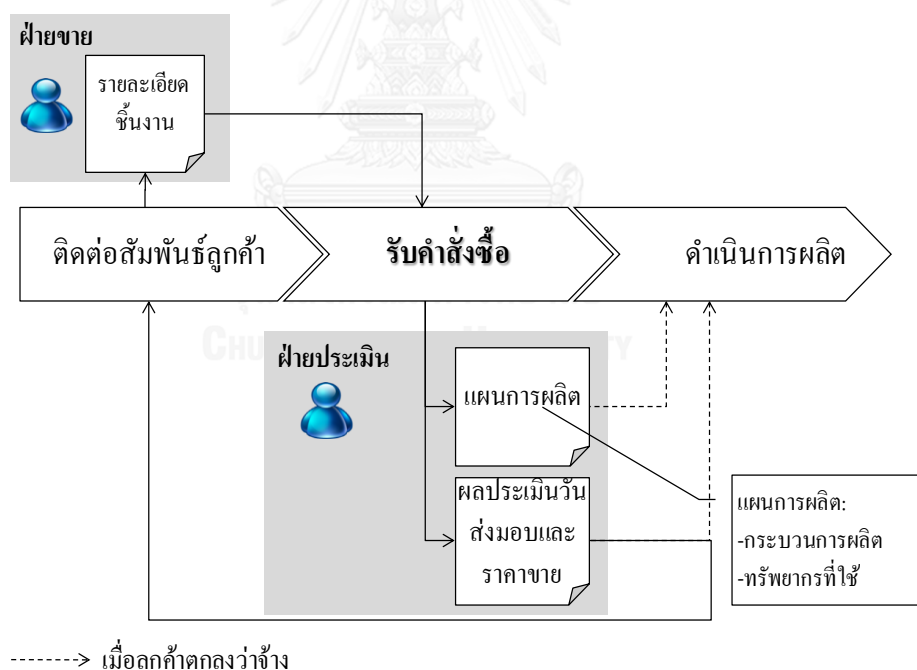 ฝ่ายขาย
รายละเอียด
ชิ้นงาน
ติดต่อสัมพันธ์ลูกค้า
รับคำสั่งซื้อ
ดำเนินการผลิต
ฝ่ายประเมิน
แผนการผลิต
ผลประเมินวัน
ส่งมอบและ
ราคาขาย
แผนการผลิต:
-กระบวนการผลิต
-ทรัพยากรที่ใช้
เมื่อลูกค้าตกลงว่าจ้าง